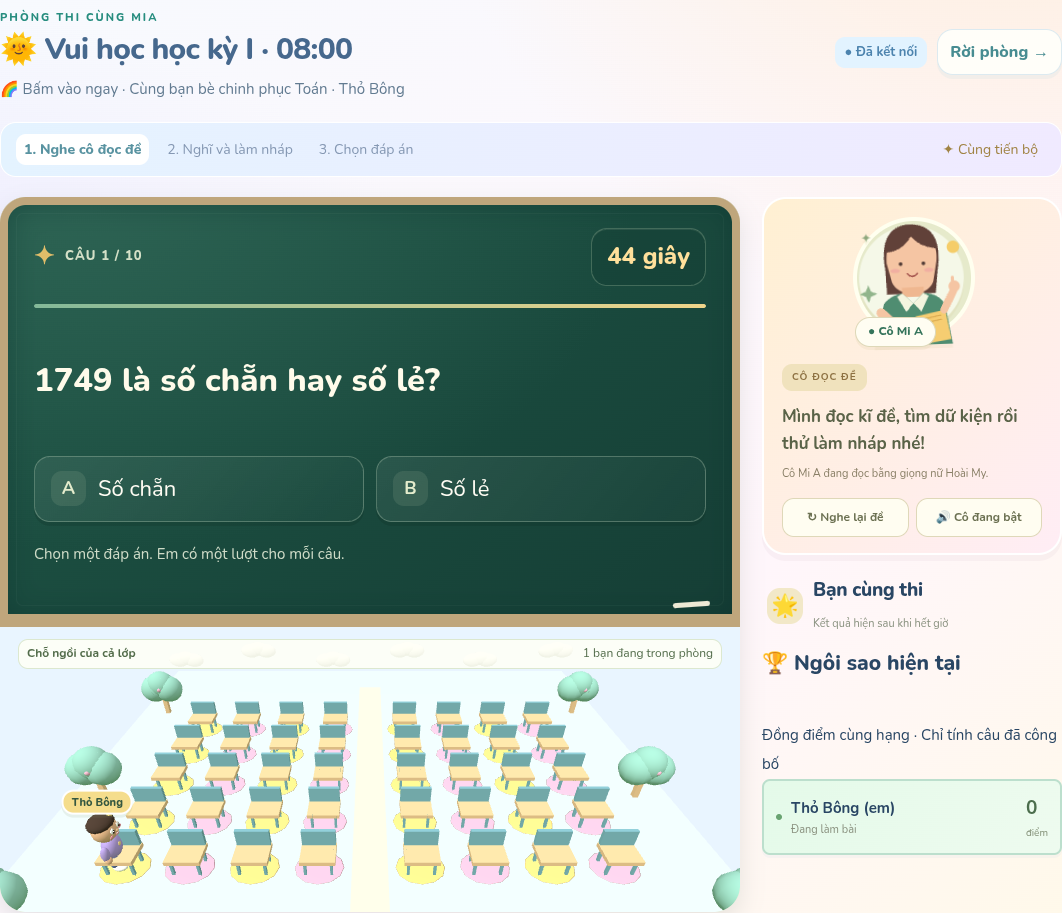 PHÒNG THI CÙNG MIA
🌞 Vui học học kỳ I · 08:00
🌈 Bấm vào ngay · Cùng bạn bè chinh phục Toán · Thỏ Bông
• Đã kết nối
Rời phòng →
1. Nghe cô đọc đề
2. Nghĩ và làm nháp
3. Chọn đáp án
✦ Cùng tiến bộ
CÂU 1 / 10
44 giây
1749 là số chẵn hay số lẻ?
A Số chẵn
B Số lẻ
Chọn một đáp án. Em có một lượt cho mỗi câu.
Chỗ ngồi của cả lớp
1 bạn đang trong phòng
Thỏ Bông
• Cô Mi A
CÔ ĐỌC ĐỀ
Mình đọc kĩ đề, tìm dữ kiện rồi
thử làm nháp nhé!
Cô Mi A đang đọc bằng giọng nữ Hoài My.
↻ Nghe lại đề
🔊 Cô đang bật
Bạn cùng thi
Kết quả hiện sau khi hết giờ
🏆 Ngôi sao hiện tại
Đồng điểm cùng hạng · Chỉ tính câu đã công
bố
Thỏ Bông (em)
Đang làm bài
0
điểm